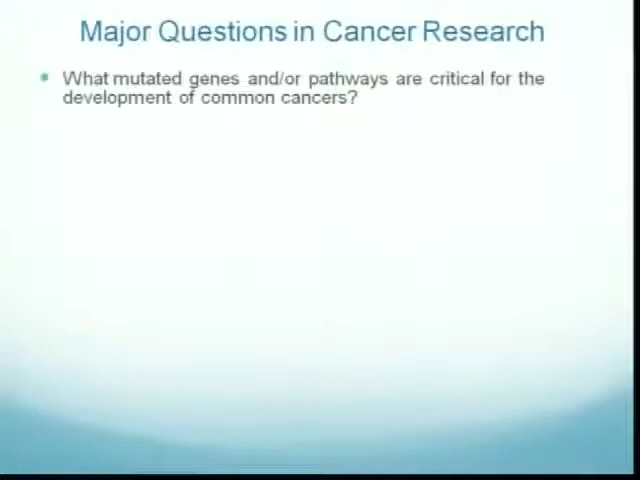 Major Questions in Cancer Research
What mutated genes and/or pathways are critical for the
development of common cancers?